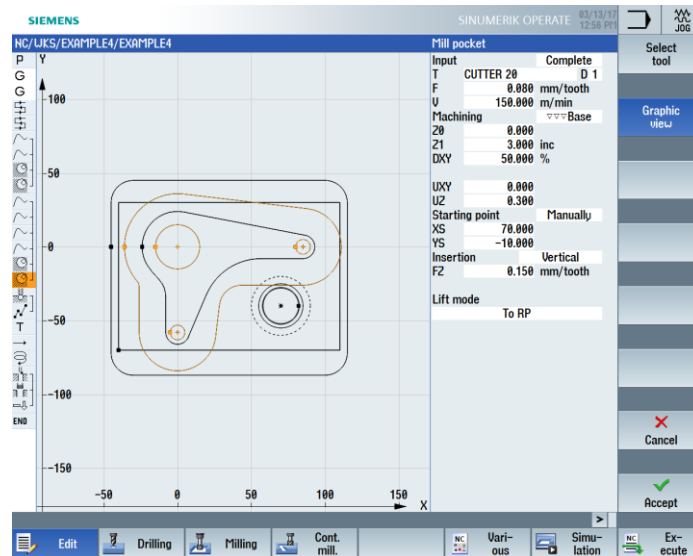 SIEMENS
SINUMERIK OPERATE 03/13/17 12:58 PM
JOG
NC/WKS/EXAMPLE4/EXAMPLE4
Mill pocket
Select tool
P
G
G
T
END
Y
100
50
0
-50
-100
-150
-50 0 50 100 150 X
Input Complete
T CUTTER 20 D 1
F 0.080 mm/tooth
V 150.000 m/min
Machining ▿▿▿Base
Z0 0.000
Z1 3.000 inc
DXY 50.000 %
UXY 0.000
UZ 0.300
Starting point Manually
XS 70.000
YS -10.000
Insertion Vertical
FZ 0.150 mm/tooth
Lift mode
To RP
Graphic view
Cancel
Accept
>
Edit
Drilling
Milling
Cont. mill.
NC Vari- ous
Simu- lation
NC Ex- ecute